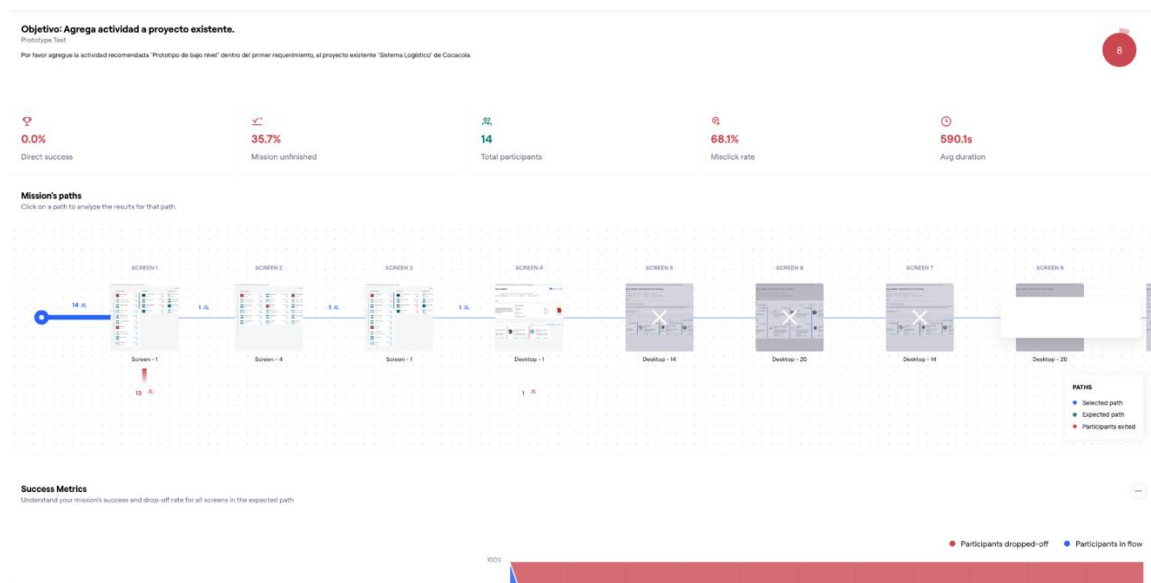 Objetivo: Agrega actividad a proyecto existente.
Prototype Test
Por favor agregue la actividad recomendada "Prototipo de bajo nivel" dentro del primer requerimiento, al proyecto existente "Sistema Logístico" de Cocacola.
8
0.0%
Direct success
35.7%
Mission unfinished
14
Total participants
68.1%
Misclick rate
590.1s
Avg duration
Mission's paths
Click on a path to analyze the results for that path.
SCREEN 1
SCREEN 2
SCREEN 3
SCREEN 4
SCREEN 5
SCREEN 6
SCREEN 7
SCREEN 8
14
1
1
1
Screen - 1
Screen - 4
Screen - 1
Desktop - 1
Desktop - 14
Desktop - 20
Desktop - 14
Desktop - 20
13
1
PATHS
Selected path
Expected path
Participants exited
Success Metrics
Understand your mission's success and drop-off rate for all screens in the expected path
Participants dropped-off
Participants in flow
100%